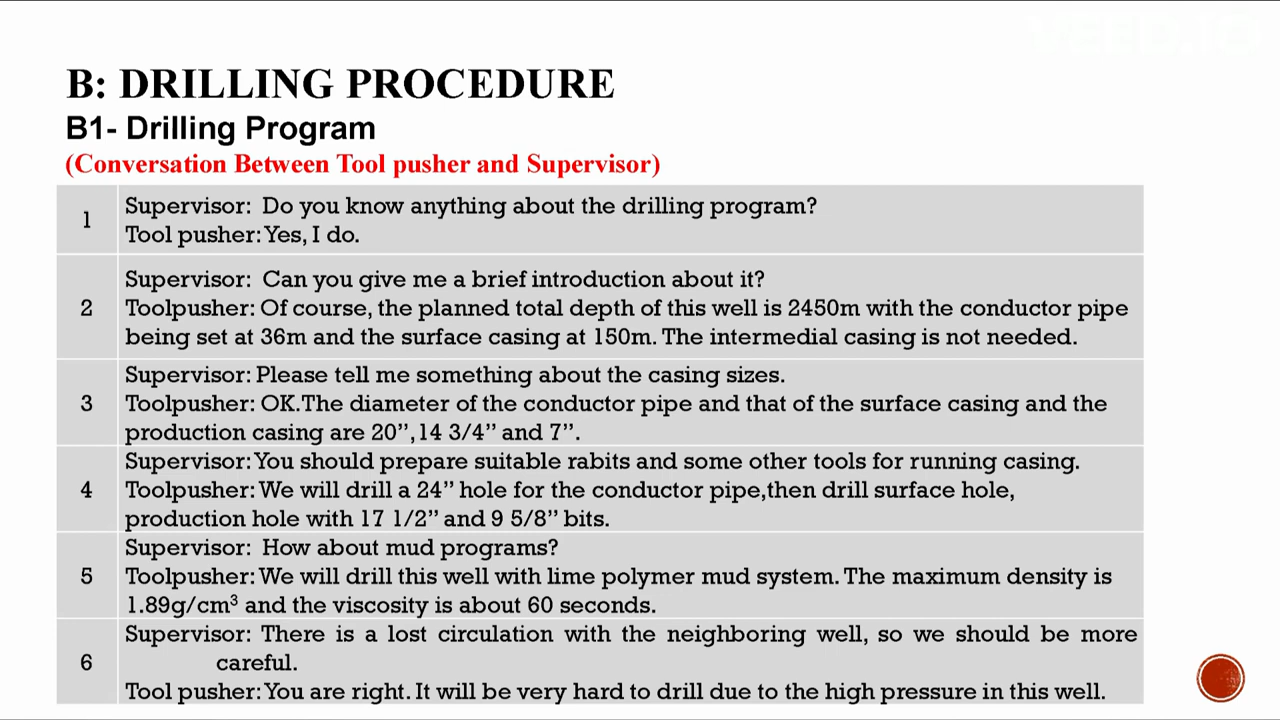 B: DRILLING PROCEDURE
B1- Drilling Program
(Conversation Between Tool pusher and Supervisor)
1
Supervisor: Do you know anything about the drilling program?
Tool pusher: Yes, I do.
2
Supervisor: Can you give me a brief introduction about it?
Toolpusher: Of course, the planned total depth of this well is 2450m with the conductor pipe
being set at 36m and the surface casing at 150m. The intermedial casing is not needed.
3
Supervisor: Please tell me something about the casing sizes.
Toolpusher: OK.The diameter of the conductor pipe and that of the surface casing and the
production casing are 20”,14 3/4” and 7”.
4
Supervisor: You should prepare suitable rabits and some other tools for running casing.
Toolpusher: We will drill a 24” hole for the conductor pipe,then drill surface hole,
production hole with 17 1/2” and 9 5/8” bits.
5
Supervisor: How about mud programs?
Toolpusher: We will drill this well with lime polymer mud system. The maximum density is
1.89g/cm³ and the viscosity is about 60 seconds.
6
Supervisor: There is a lost circulation with the neighboring well, so we should be more
careful.
Tool pusher: You are right. It will be very hard to drill due to the high pressure in this well.